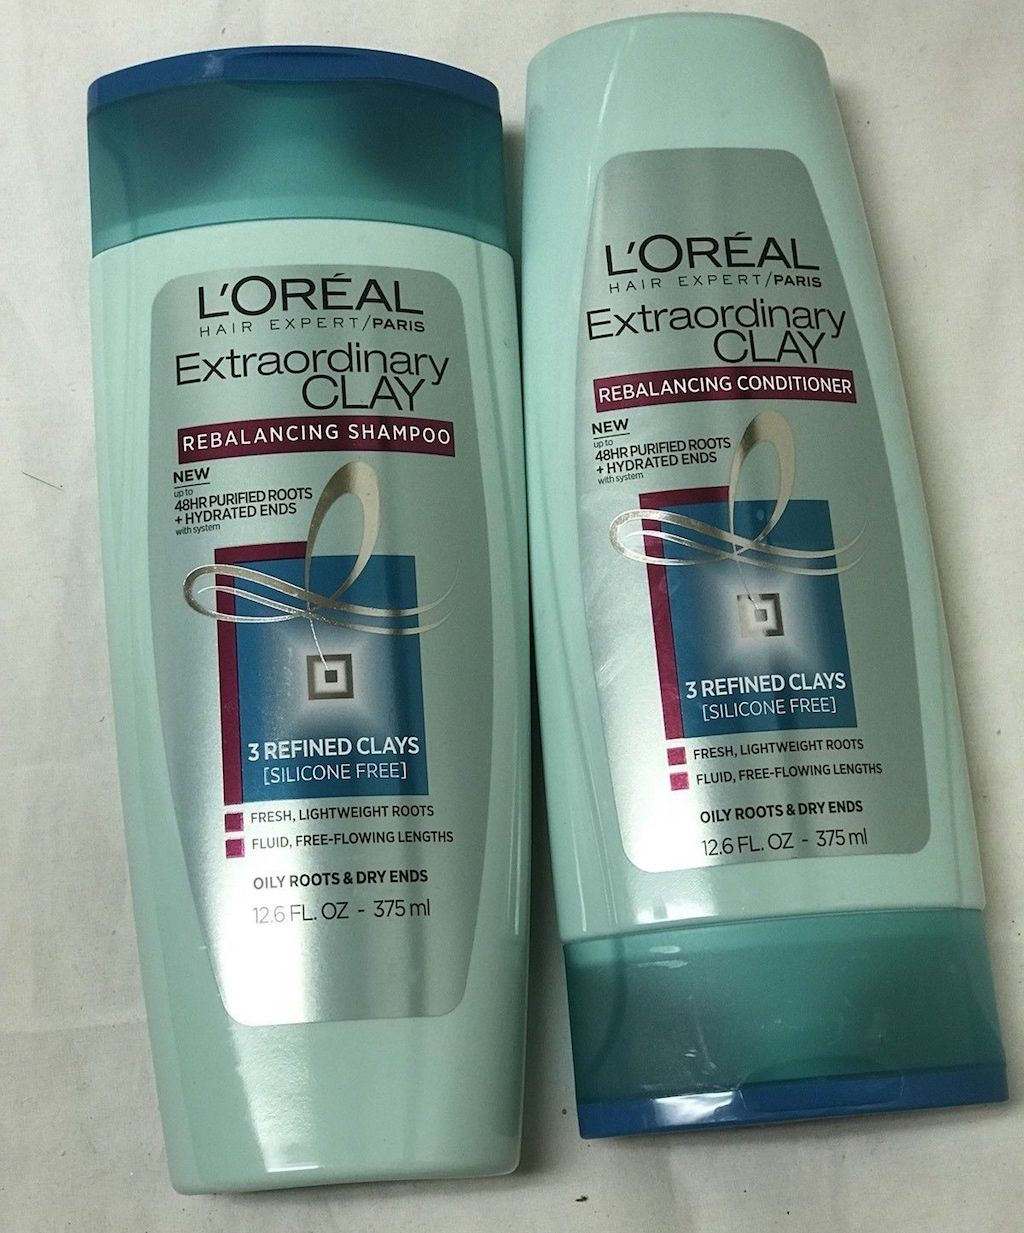 L'ORÉAL
HAIR EXPERT/PARIS
Extraordinary
CLAY
REBALANCING SHAMPOO
NEW
up to
48HR PURIFIED ROOTS
+ HYDRATED ENDS
with system
3 REFINED CLAYS
[SILICONE FREE]
FRESH, LIGHTWEIGHT ROOTS
FLUID, FREE-FLOWING LENGTHS
OILY ROOTS & DRY ENDS
12.6 FL. OZ - 375 ml
L'ORÉAL
HAIR EXPERT/PARIS
Extraordinary
CLAY
REBALANCING CONDITIONER
NEW
up to
48HR PURIFIED ROOTS
+ HYDRATED ENDS
with system
3 REFINED CLAYS
[SILICONE FREE]
FRESH, LIGHTWEIGHT ROOTS
FLUID, FREE-FLOWING LENGTHS
OILY ROOTS & DRY ENDS
12.6 FL. OZ - 375 ml